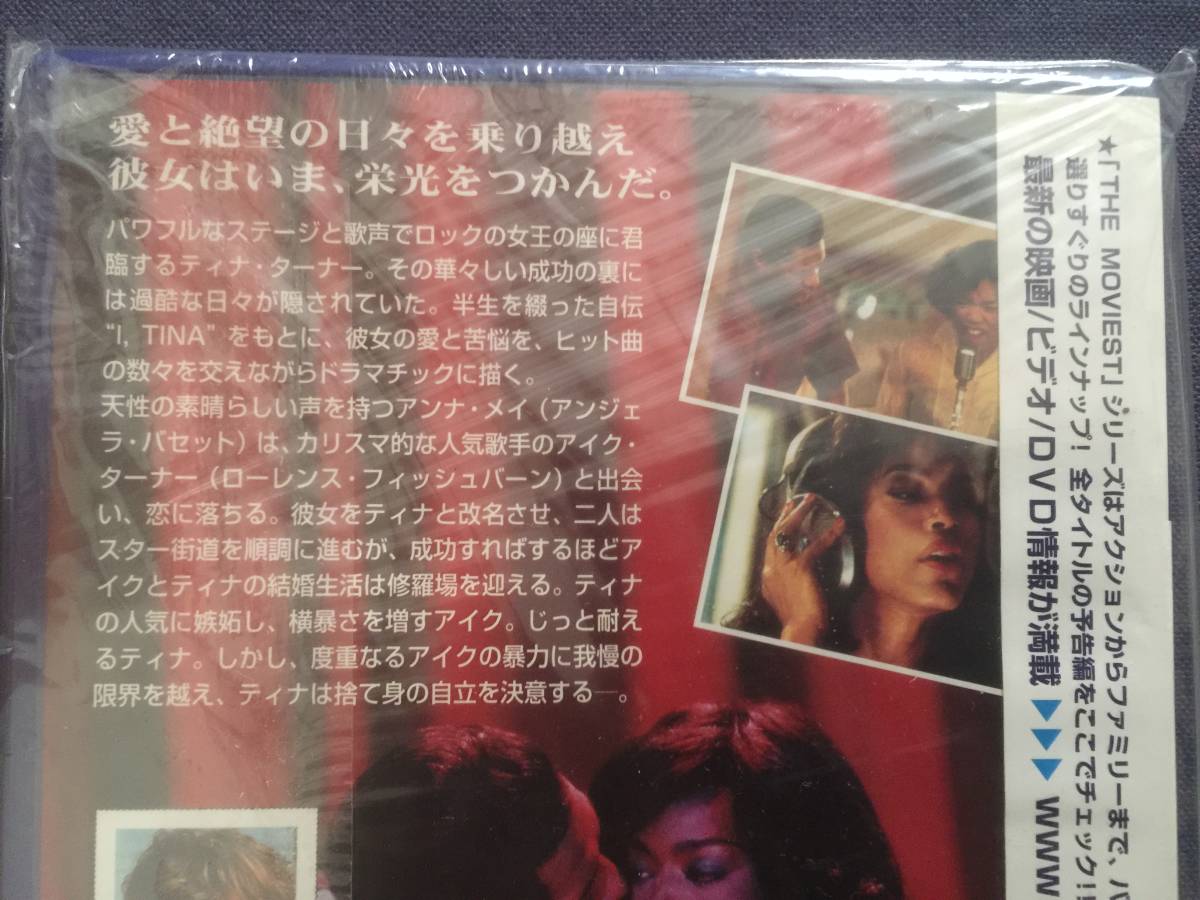 愛と絶望の日々を乗り越え
彼女はいま、栄光をつかんだ。
パワフルなステージと歌声でロックの女王の座に君
臨するティナ・ターナー。その華々しい成功の裏に
は過酷な日々が隠されていた。半生を綴った自伝
“I, TINA”をもとに、彼女の愛と苦悩を、ヒット曲
の数々を交えながらドラマチックに描く。
天性の素晴らしい声を持つアンナ・メイ（アンジェ
ラ・バセット）は、カリスマ的な人気歌手のアイク・
ターナー（ローレンス・フィッシュバーン）と出会
い、恋に落ちる。彼女をティナと改名させ、二人は
スター街道を順調に進むが、成功すればするほどア
イクとティナの結婚生活は修羅場を迎える。ティナ
の人気に嫉妬し、横暴さを増すアイク。じっと耐え
るティナ。しかし、度重なるアイクの暴力に我慢の
限界を越え、ティナは捨て身の自立を決意する―。
★「THE MOVIEST」シリーズはアクションからファミリーまで、バ
選りすぐりのラインナップ! 全タイトルの予告編をここでチェック!!
最新の映画/ビデオ/DVD情報が満載 ▶▶▶ www